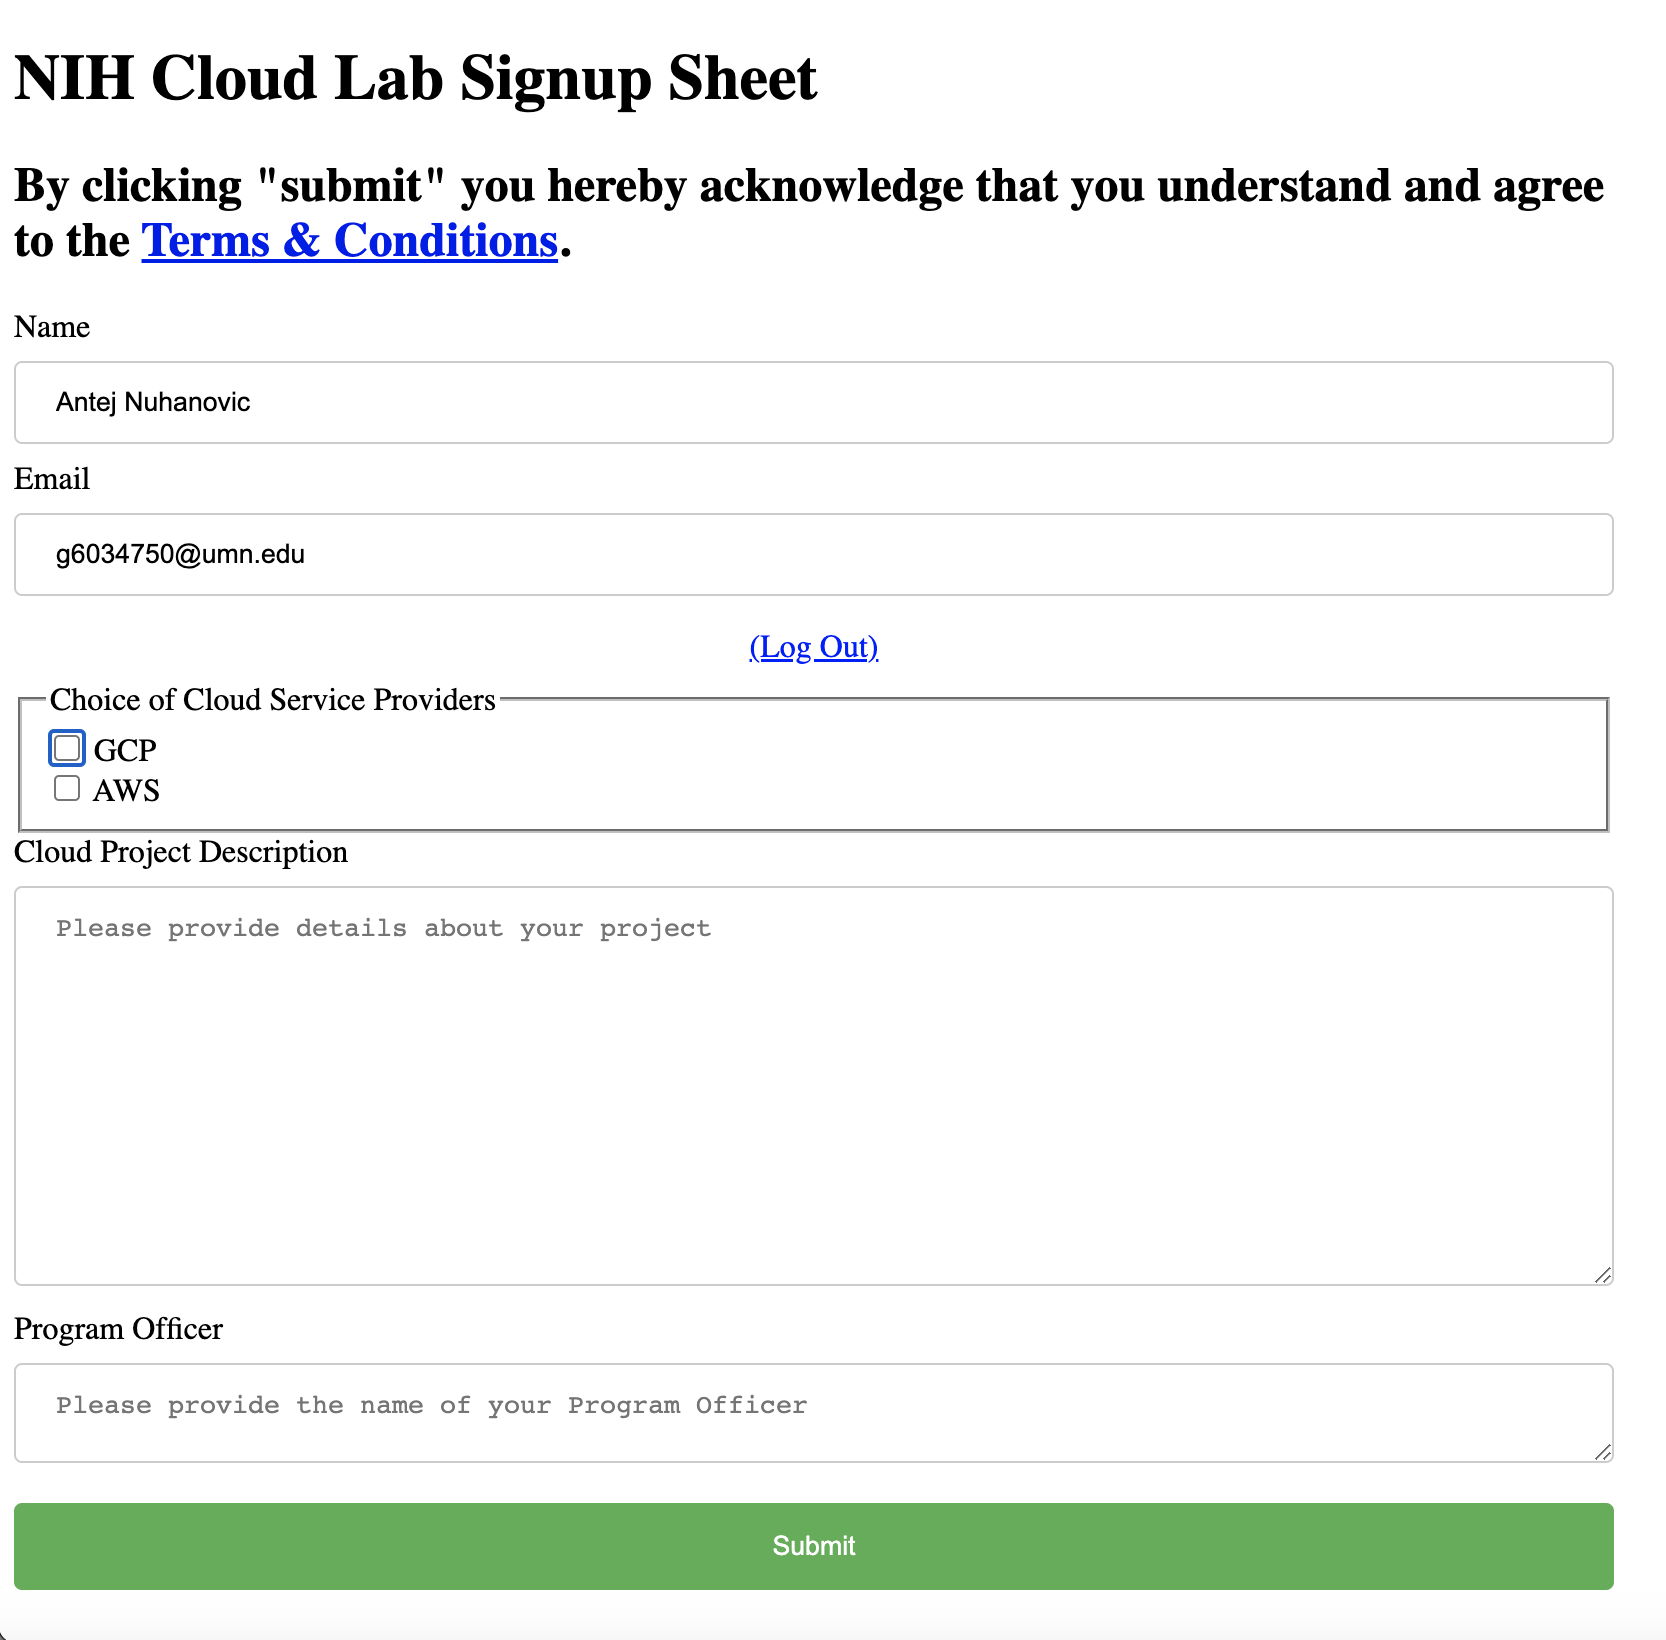 NIH Cloud Lab Signup Sheet
By clicking "submit" you hereby acknowledge that you understand and agree
to the Terms & Conditions.
Name
Antej Nuhanovic
Email
g6034750@umn.edu
(Log Out)
Choice of Cloud Service Providers
GCP
AWS
Cloud Project Description
Please provide details about your project
Program Officer
Please provide the name of your Program Officer
Submit